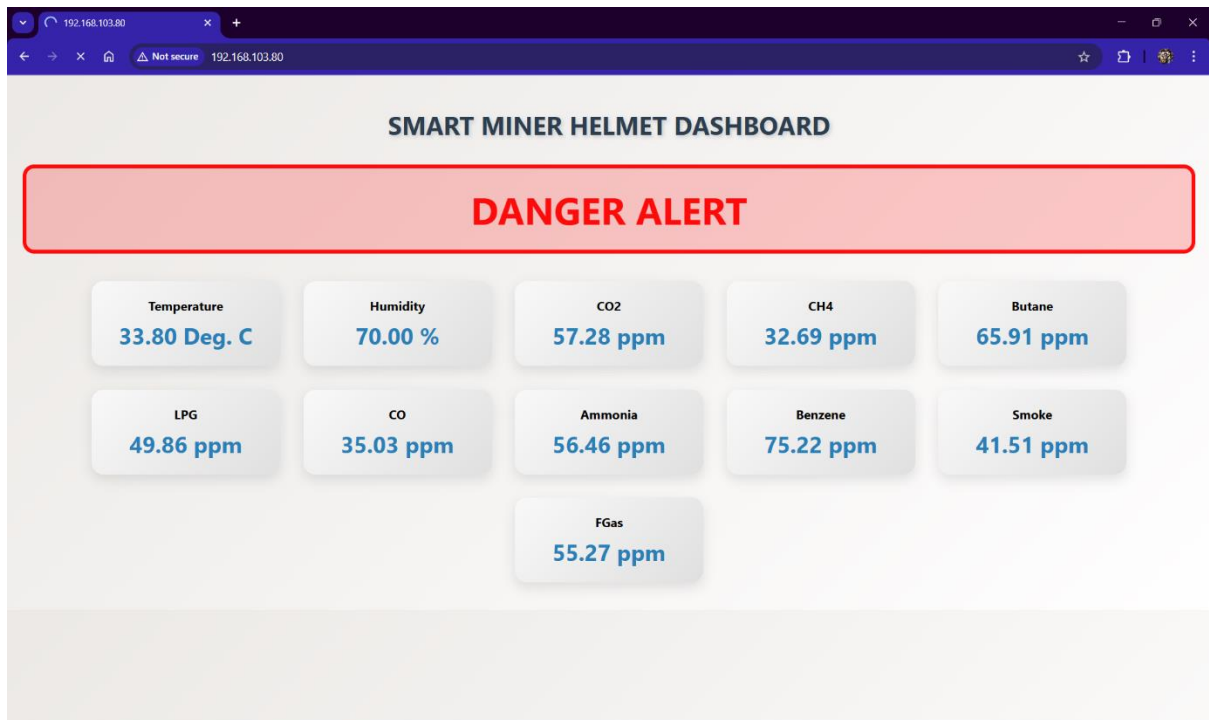 192.168.103.80
Not secure 192.168.103.80
SMART MINER HELMET DASHBOARD
DANGER ALERT
Temperature
33.80 Deg. C
Humidity
70.00 %
CO2
57.28 ppm
CH4
32.69 ppm
Butane
65.91 ppm
LPG
49.86 ppm
CO
35.03 ppm
Ammonia
56.46 ppm
Benzene
75.22 ppm
Smoke
41.51 ppm
FGas
55.27 ppm